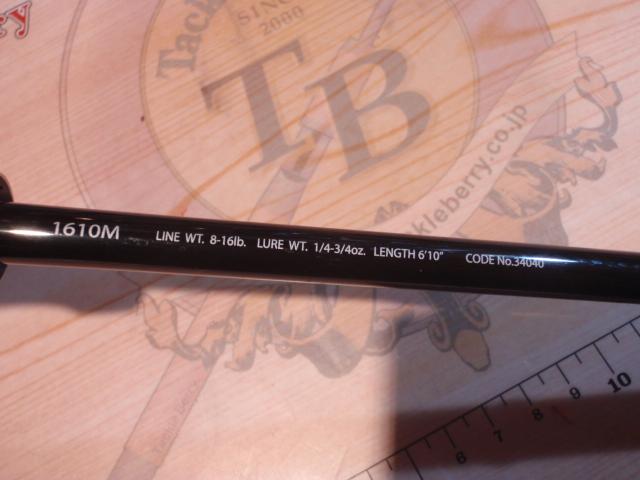 ry
Tackle
SINCE
2000
TB
ckleberry.co.jp
1610M LINE WT. 8-16lb. LURE WT. 1/4-3/4oz. LENGTH 6'10" CODE No.34040
6 7 8 9 10